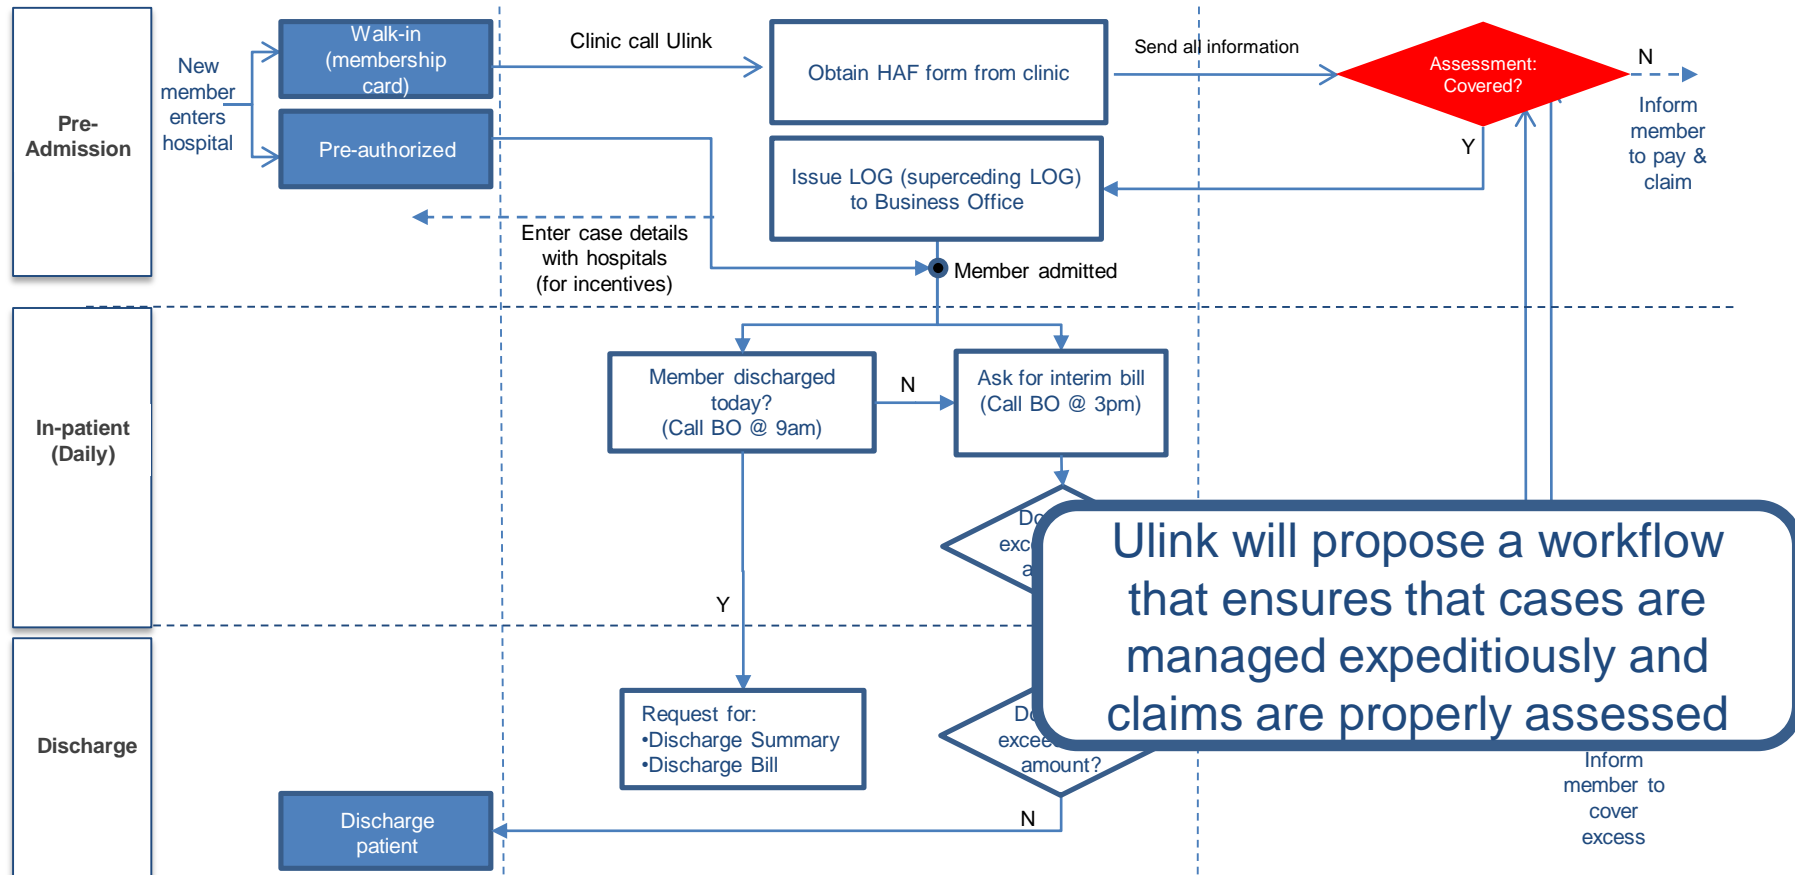 Pre-
Admission
New
member
enters
hospital
Walk-in
(membership
card)
Pre-authorized
Clinic call Ulink
Obtain HAF form from clinic
Send all information
Assessment:
Covered?
N
Inform
member
to pay &
claim
Y
Issue LOG (superceding LOG)
to Business Office
Enter case details
with hospitals
(for incentives)
Member admitted
In-patient
(Daily)
Member discharged
today?
(Call BO @ 9am)
N
Ask for interim bill
(Call BO @ 3pm)
Y
Ulink will propose a workflow
that ensures that cases are
managed expeditiously and
claims are properly assessed
Discharge
Request for:
•Discharge Summary
•Discharge Bill
amount?
Inform
member to
cover
excess
N
Discharge
patient